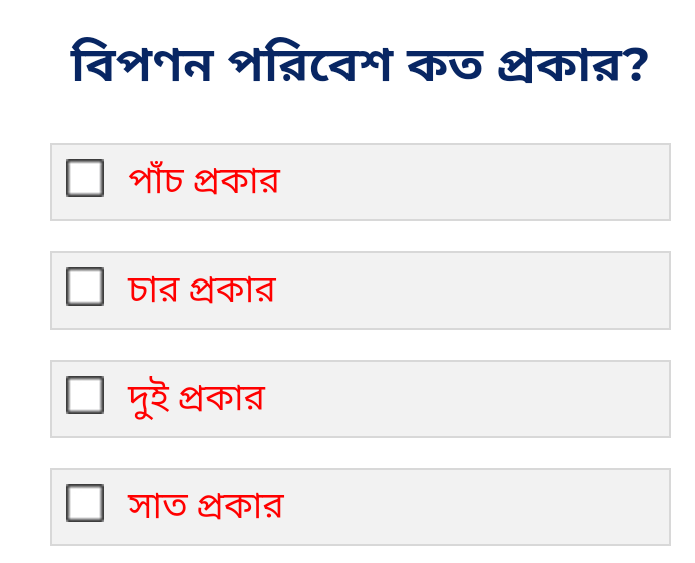 বিপণন পরিবেশ কত প্রকার?
পাঁচ প্রকার
চার প্রকার
দুই প্রকার
সাত প্রকার